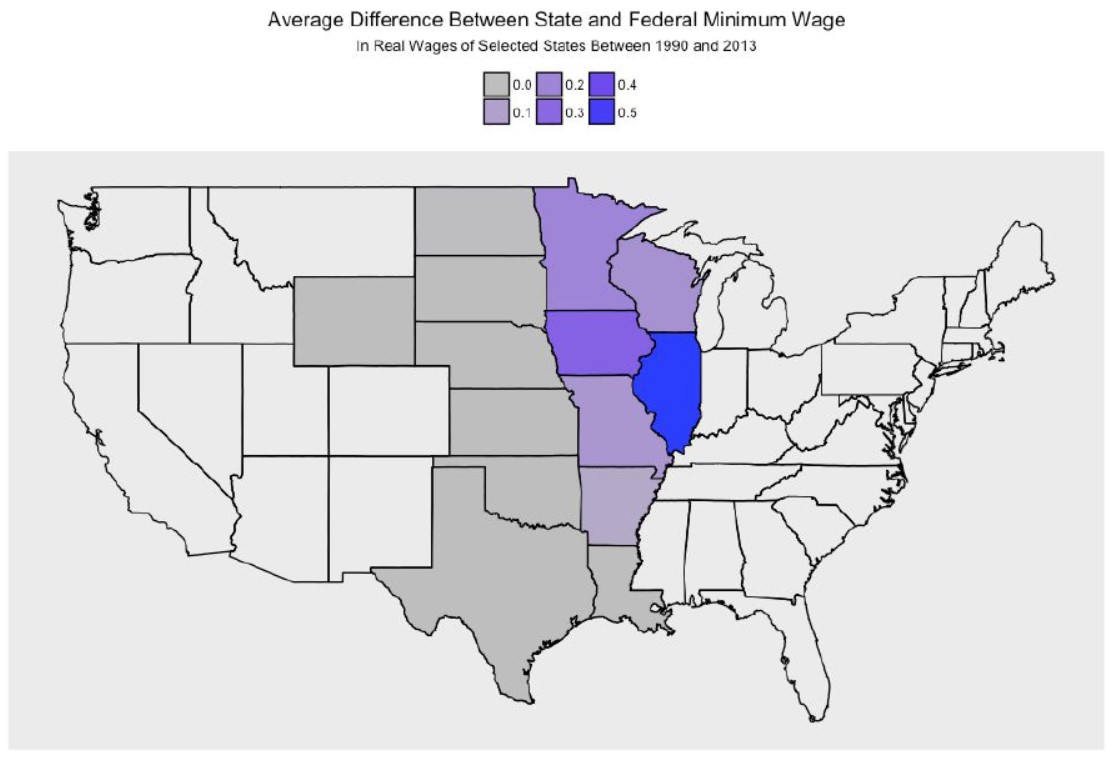 Average Difference Between State and Federal Minimum Wage
In Real Wages of Selected States Between 1990 and 2013
0.0 0.2 0.4
0.1 0.3 0.5